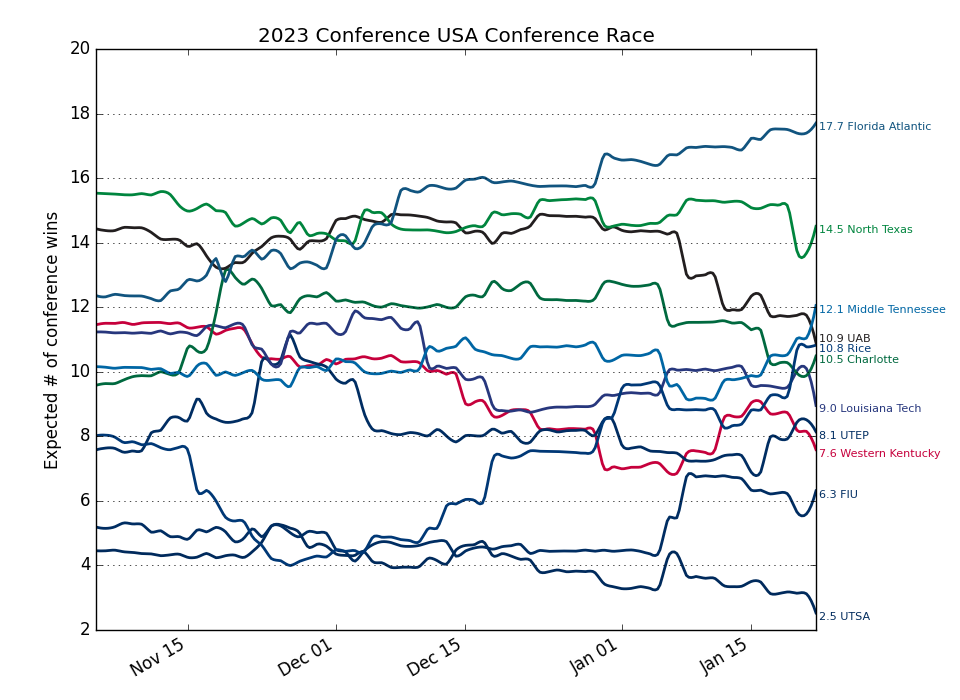 2023 Conference USA Conference Race
Expected # of conference wins
20
18
16
14
12
10
8
6
4
2
Nov 15
Dec 01
Dec 15
Jan 01
Jan 15
17.7 Florida Atlantic
14.5 North Texas
12.1 Middle Tennessee
10.9 UAB
10.8 Rice
10.5 Charlotte
9.0 Louisiana Tech
8.1 UTEP
7.6 Western Kentucky
6.3 FIU
2.5 UTSA